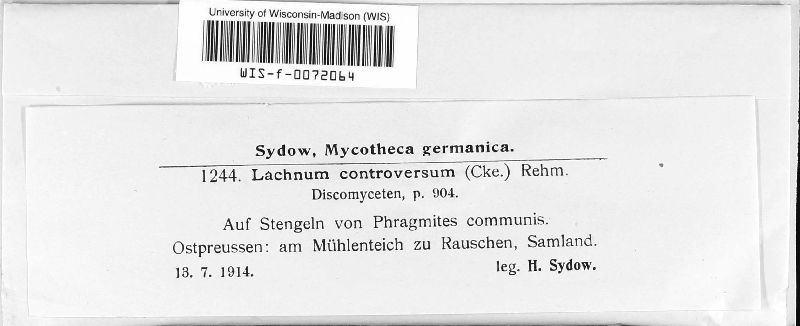 University of Wisconsin-Madison (WIS)
WIS-f-0072064
Sydow, Mycotheca germanica.
1244. Lachnum controversum (Cke.) Rehm.
Discomyceten, p. 904.
Auf Stengeln von Phragmites communis.
Ostpreussen: am Mühlenteich zu Rauschen, Samland.
13. 7. 1914. leg. H. Sydow.